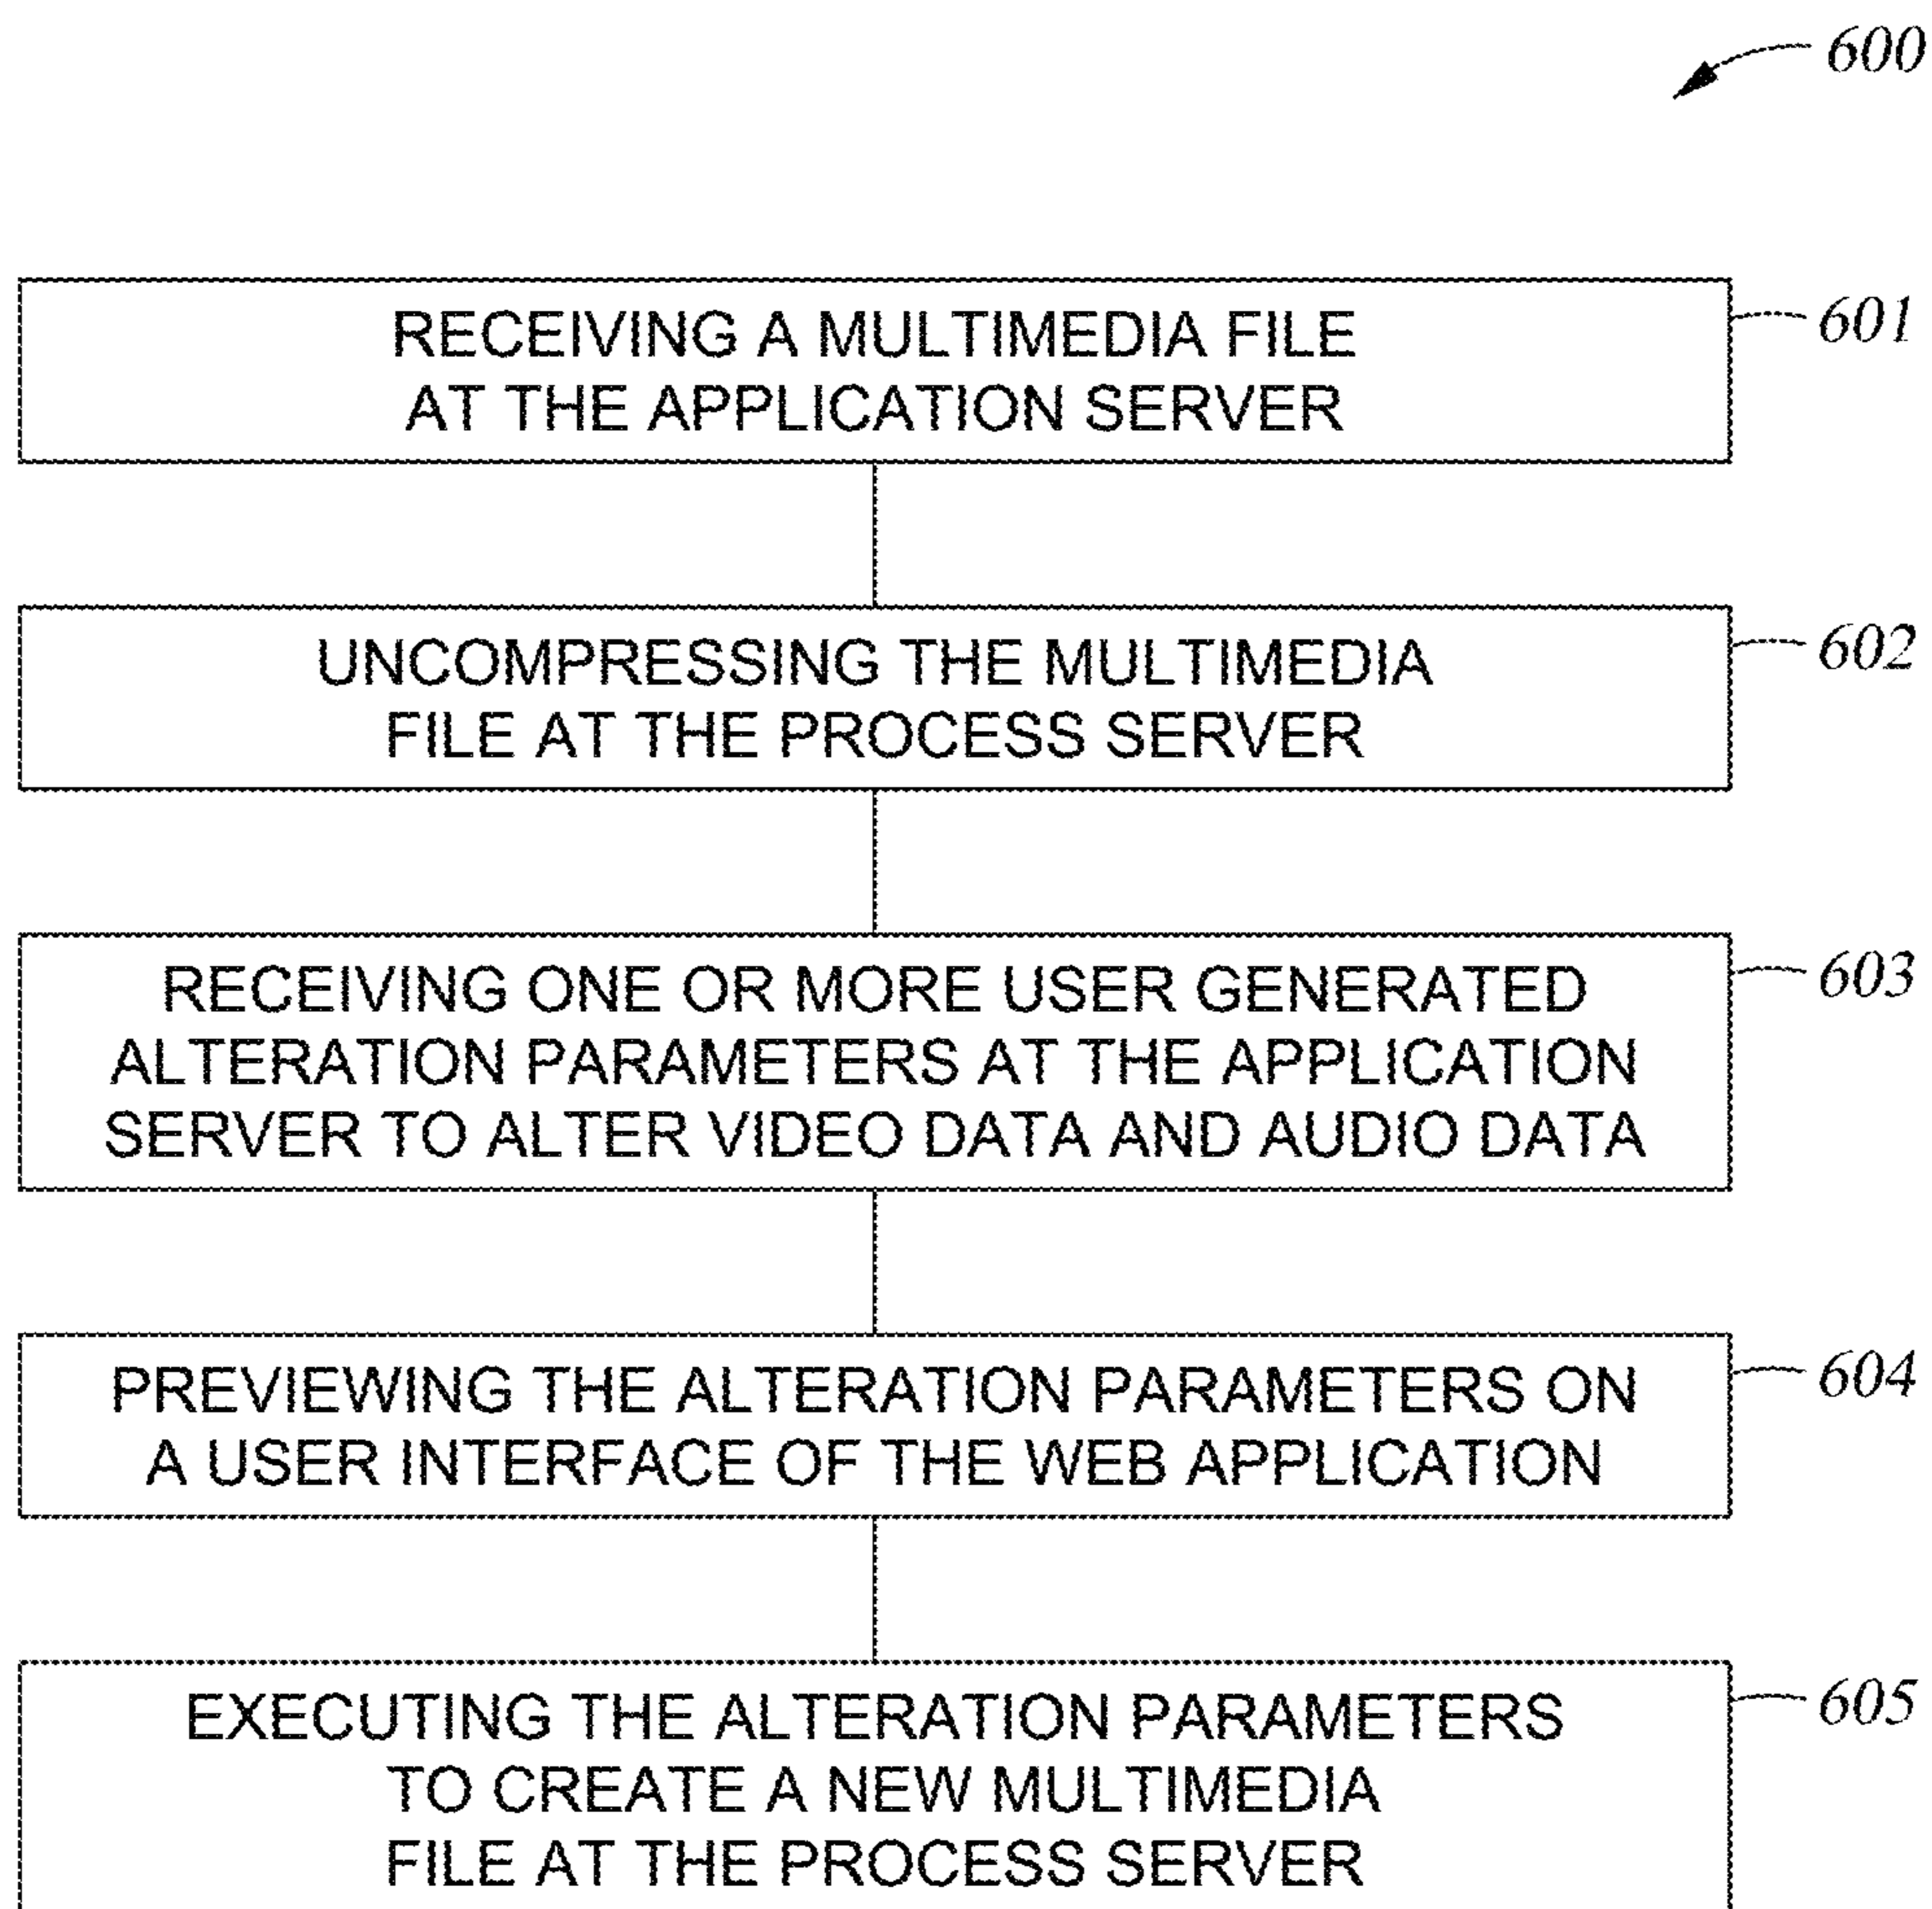 600
RECEIVING A MULTIMEDIA FILE
AT THE APPLICATION SERVER
601
UNCOMPRESSING THE MULTIMEDIA
FILE AT THE PROCESS SERVER
602
RECEIVING ONE OR MORE USER GENERATED
ALTERATION PARAMETERS AT THE APPLICATION
SERVER TO ALTER VIDEO DATA AND AUDIO DATA
603
PREVIEWING THE ALTERATION PARAMETERS ON
A USER INTERFACE OF THE WEB APPLICATION
604
EXECUTING THE ALTERATION PARAMETERS
TO CREATE A NEW MULTIMEDIA
FILE AT THE PROCESS SERVER
605